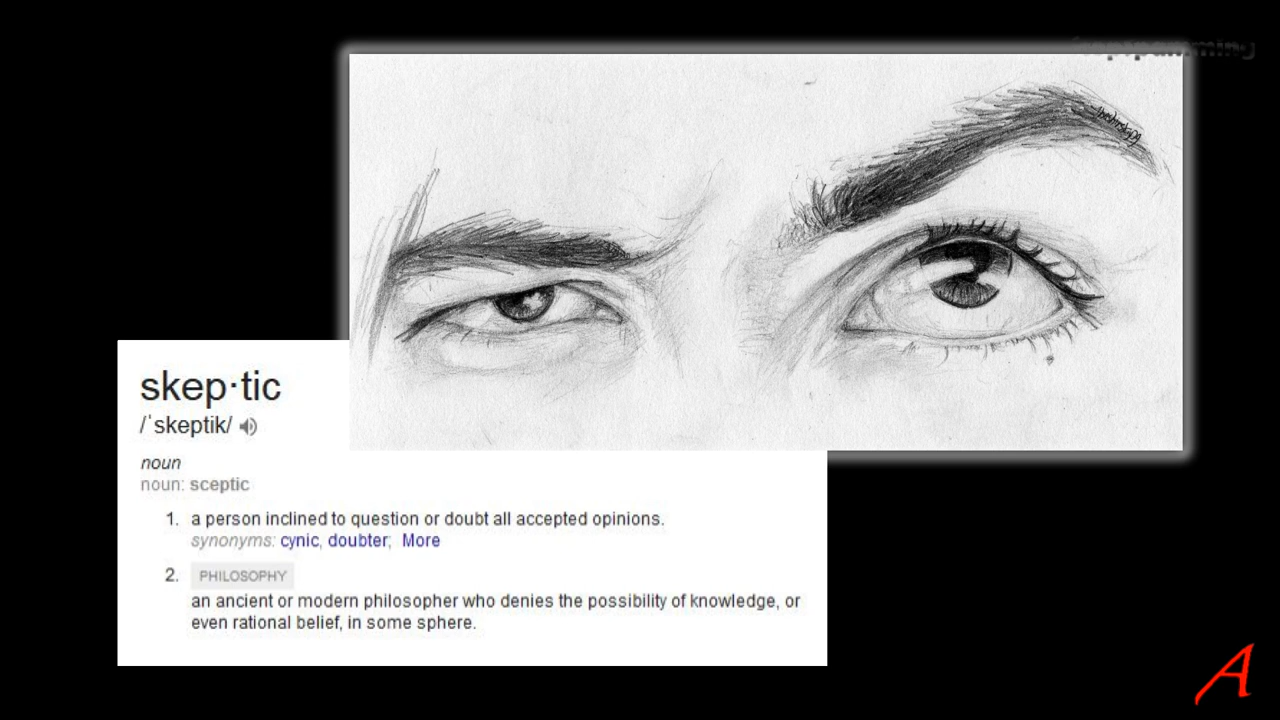 skep·tic
/ˈskeptik/
noun
noun: sceptic
1. a person inclined to question or doubt all accepted opinions.
synonyms: cynic, doubter; More
2. PHILOSOPHY
an ancient or modern philosopher who denies the possibility of knowledge, or
even rational belief, in some sphere.
A